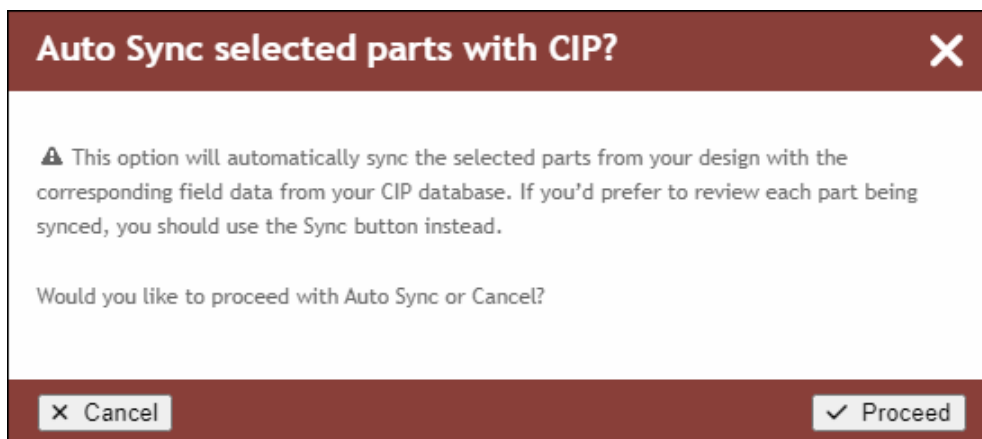 Auto Sync selected parts with CIP?
This option will automatically sync the selected parts from your design with the
corresponding field data from your CIP database. If you’d prefer to review each part being
synced, you should use the Sync button instead.
Would you like to proceed with Auto Sync or Cancel?
Cancel
Proceed